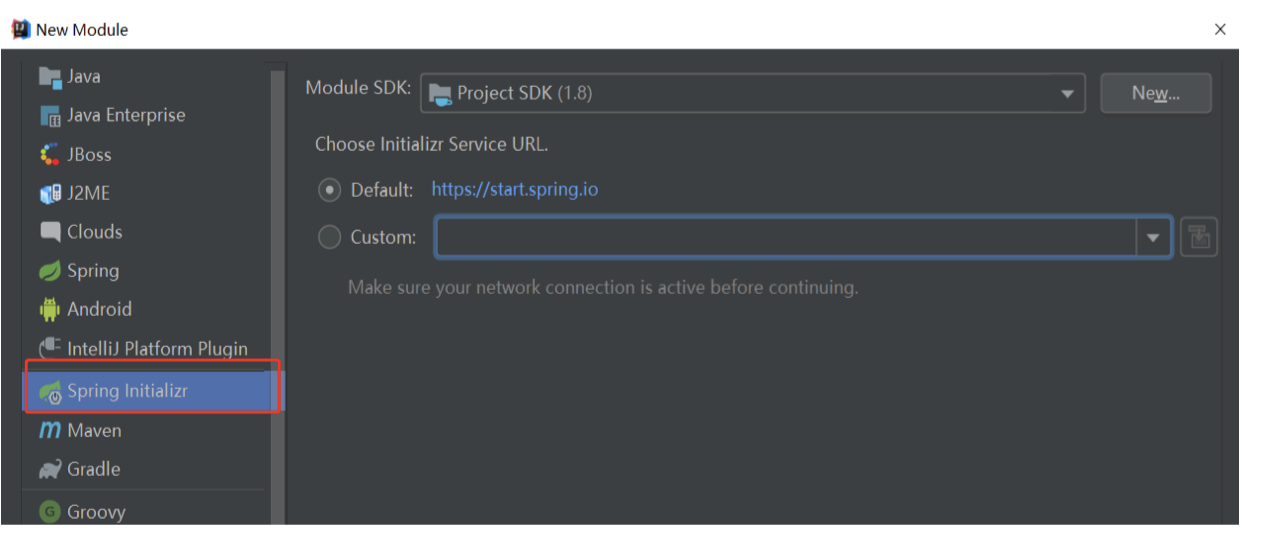 New Module
Java
Java Enterprise
JBoss
J2ME
Clouds
Spring
Android
IntelliJ Platform Plugin
Spring Initializr
Maven
Gradle
Groovy
Module SDK: Project SDK (1.8) New...
Choose Initializr Service URL.
Default: https://start.spring.io
Custom:
Make sure your network connection is active before continuing.